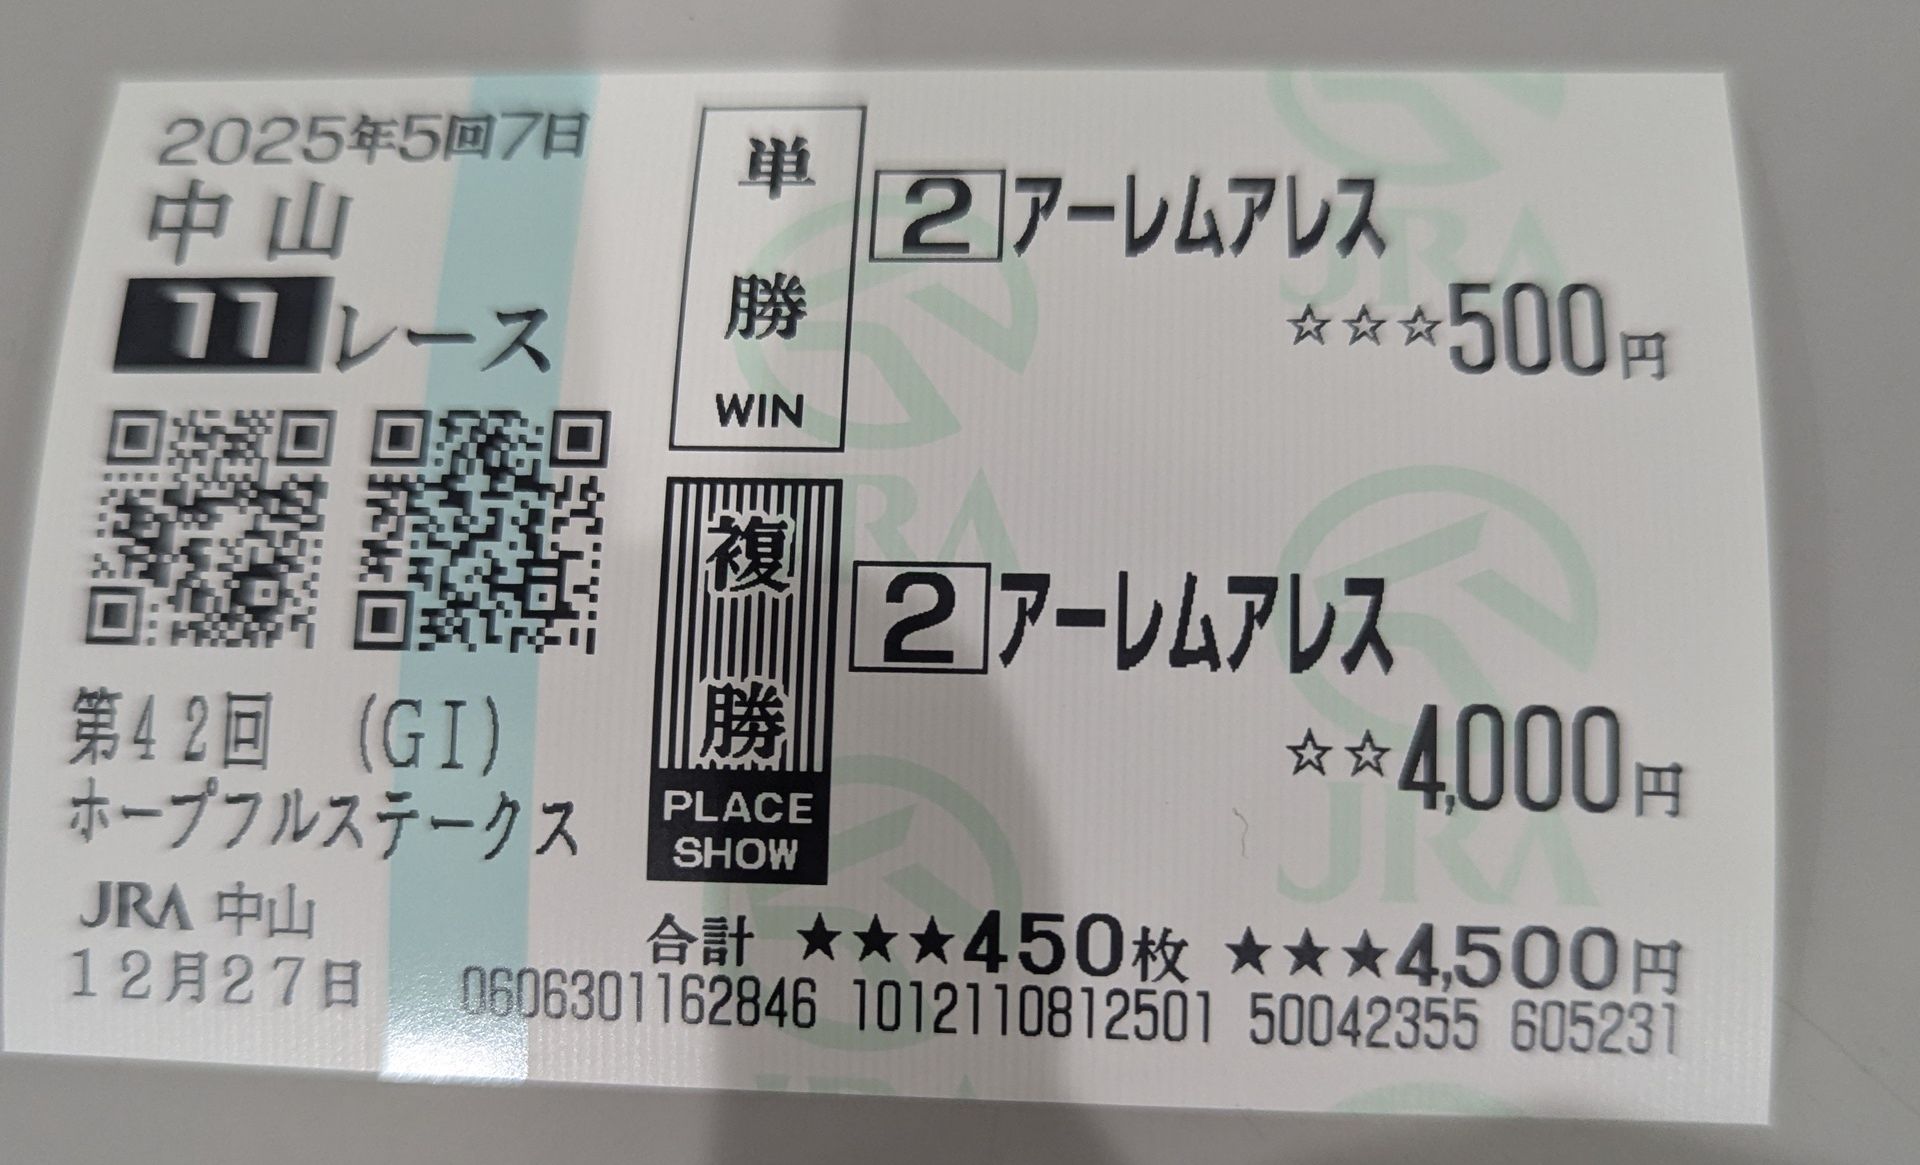 2025年5回7日
中山
11レース
第42回 (GI)
ホープフルステークス
JRA 中山
12月27日
単勝
WIN
2 アーレムアレス
☆☆☆500円
複勝
PLACE
SHOW
2 アーレムアレス
☆☆4,000円
合計 ★★★450枚 ★★★4,500円
0606301162846 1012110812501 50042355 605231
JRA
JRA
JRA